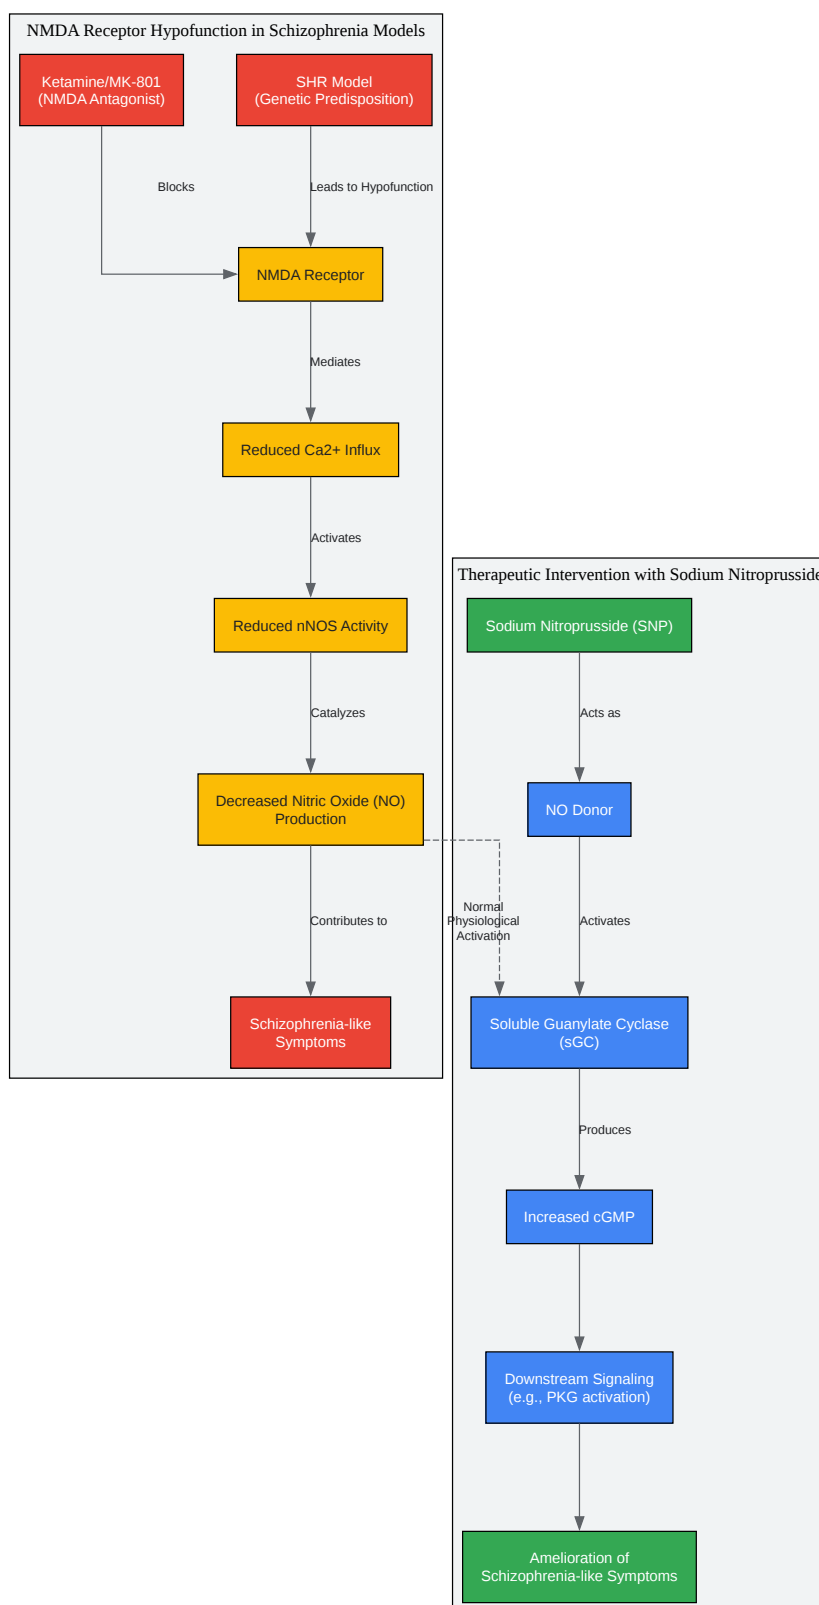 NMDA Receptor Hypofunction in Schizophrenia Models
Ketamine/MK-801
(NMDA Antagonist)
SHR Model
(Genetic Predisposition)
Blocks
Leads to Hypofunction
NMDA Receptor
Mediates
Reduced Ca2+ Influx
Activates
Reduced nNOS Activity
Catalyzes
Decreased Nitric Oxide (NO)
Production
Contributes to
Schizophrenia-like
Symptoms
Therapeutic Intervention with Sodium Nitroprusside
Sodium Nitroprusside (SNP)
Acts as
NO Donor
Normal
Physiological
Activation
Activates
Soluble Guanylate Cyclase
(sGC)
Produces
Increased cGMP
Downstream Signaling
(e.g., PKG activation)
Amelioration of
Schizophrenia-like Symptoms